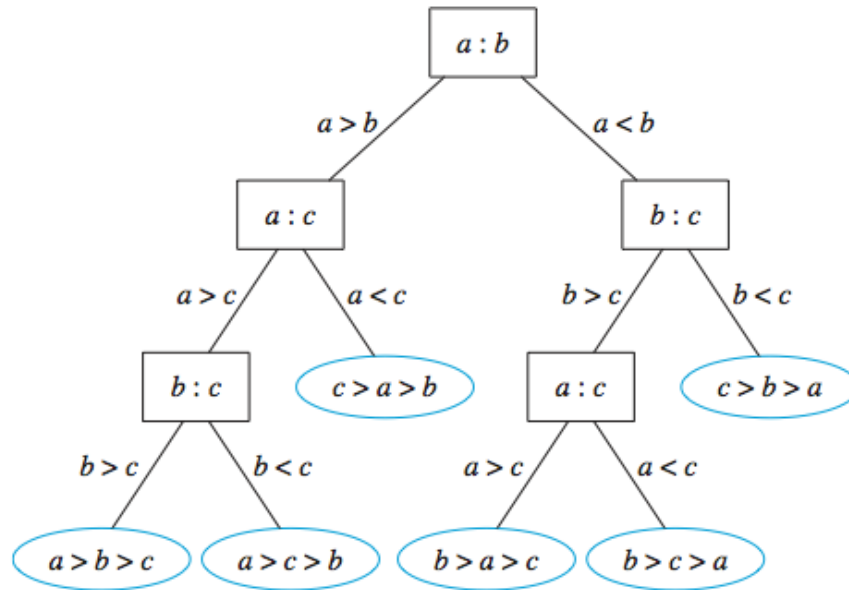 a : b
a > b
a < b
a : c
b : c
a > c
a < c
b > c
b < c
b : c
c > a > b
a : c
c > b > a
b > c
b < c
a > c
a < c
a > b > c
a > c > b
b > a > c
b > c > a